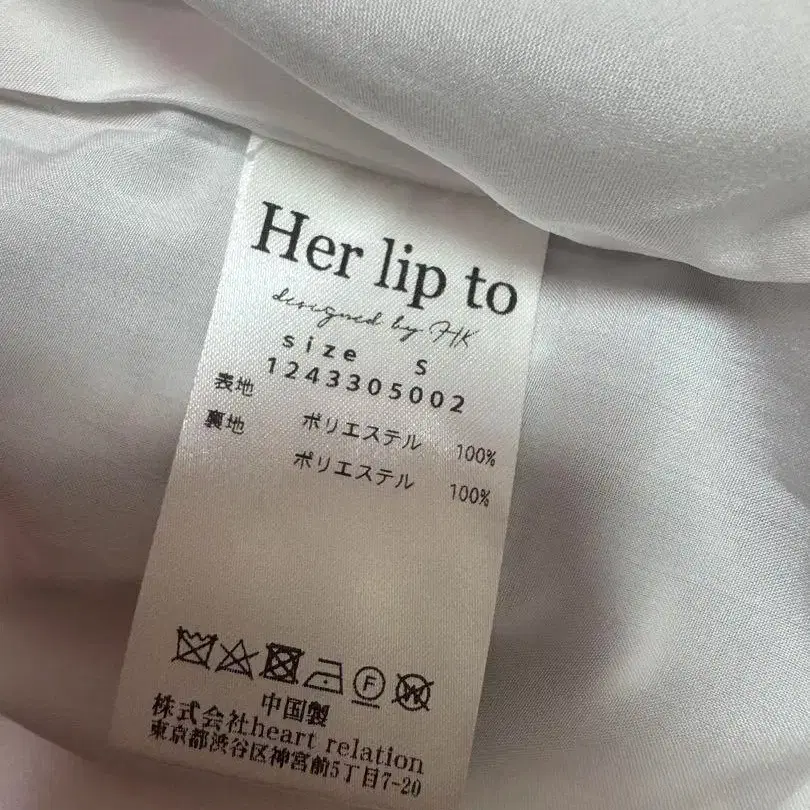 Her lip to
designed by HK
size S
1243305002
表地 ポリエステル 100%
裏地 ポリエステル 100%
F
W
中国製
株式会社heart relation
東京都渋谷区神宮前5丁目7-20